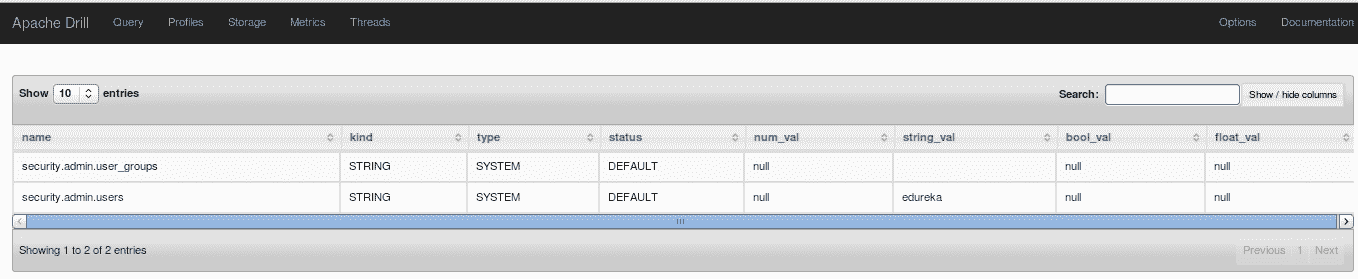 Apache Drill Query Profiles Storage Metrics Threads Options Documentation
Show 10 entries Search: Show / hide columns
name kind type status num_val string_val bool_val float_val
security.admin.user_groups STRING SYSTEM DEFAULT null null null
security.admin.users STRING SYSTEM DEFAULT null edureka null null
Showing 1 to 2 of 2 entries Previous 1 Next